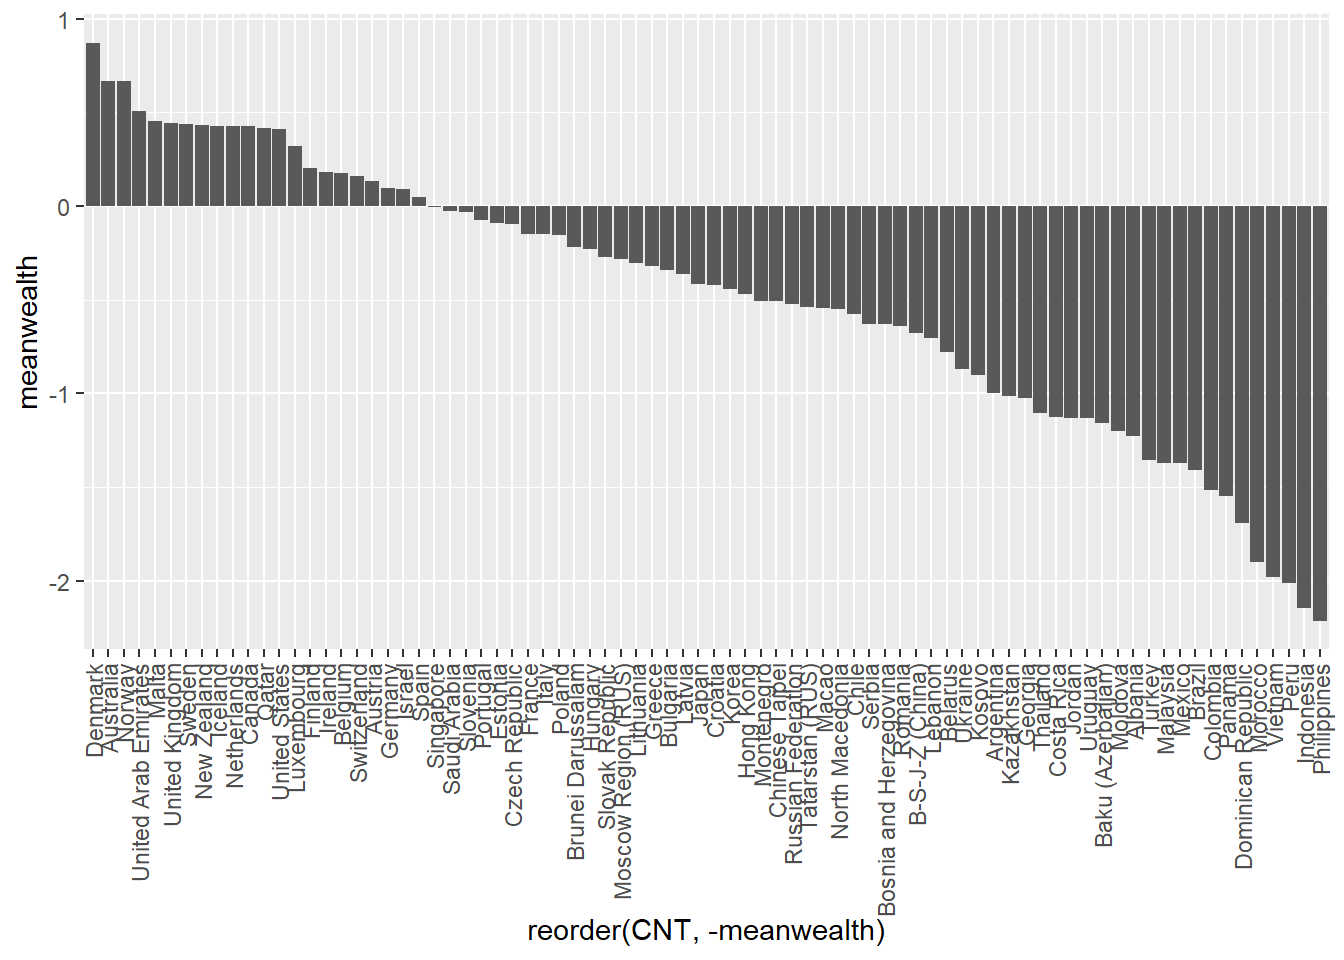 1
0
-1
-2
meanwealth
Denmark
Australia
Norway
United Arab Emirates
Malta
United Kingdom
Sweden
New Zealand
Iceland
Netherlands
Canada
Qatar
United States
Luxembourg
Finland
Ireland
Belgium
Switzerland
Austria
Germany
Israel
Spain
Singapore
Saudi Arabia
Slovenia
Portugal
Estonia
Czech Republic
France
Italy
Poland
Brunei Darussalam
Hungary
Slovak Republic
Moscow Region (RUS)
Lithuania
Greece
Bulgaria
Latvia
Japan
Croatia
Korea
Hong Kong
Montenegro
Chinese Taipei
Russian Federation
Tatarstan (RUS)
Macao
North Macedonia
Chile
Serbia
Bosnia and Herzegovina
Romania
B-S-J-Z (China)
Lebanon
Belarus
Ukraine
Kosovo
Argentina
Kazakhstan
Georgia
Thailand
Costa Rica
Jordan
Uruguay
Baku (Azerbaijan)
Moldova
Albania
Turkey
Malaysia
Mexico
Brazil
Colombia
Panama
Dominican Republic
Morocco
Vietnam
Peru
Indonesia
Philippines
reorder(CNT, -meanwealth)